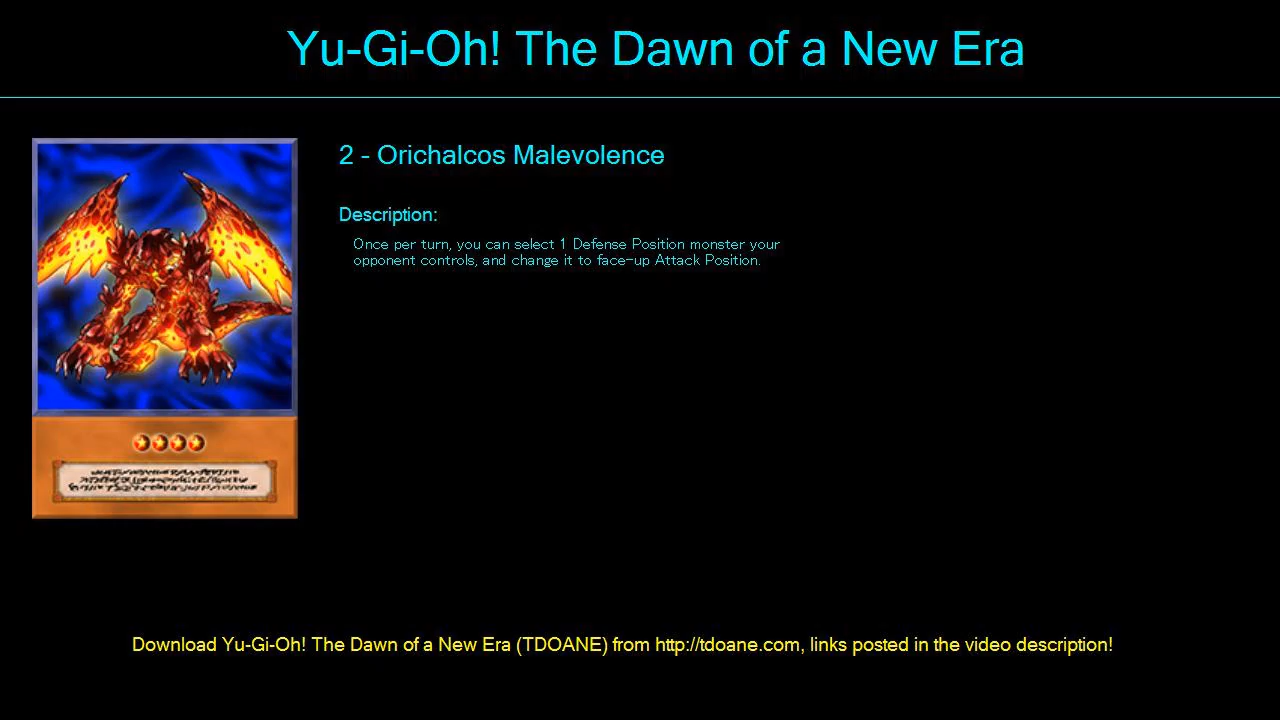 Yu-Gi-Oh! The Dawn of a New Era
2 - Orichalcos Malevolence
Description:
Once per turn, you can select 1 Defense Position monster your
opponent controls, and change it to face-up Attack Position.
Download Yu-Gi-Oh! The Dawn of a New Era (TDOANE) from http://tdoane.com, links posted in the video description!